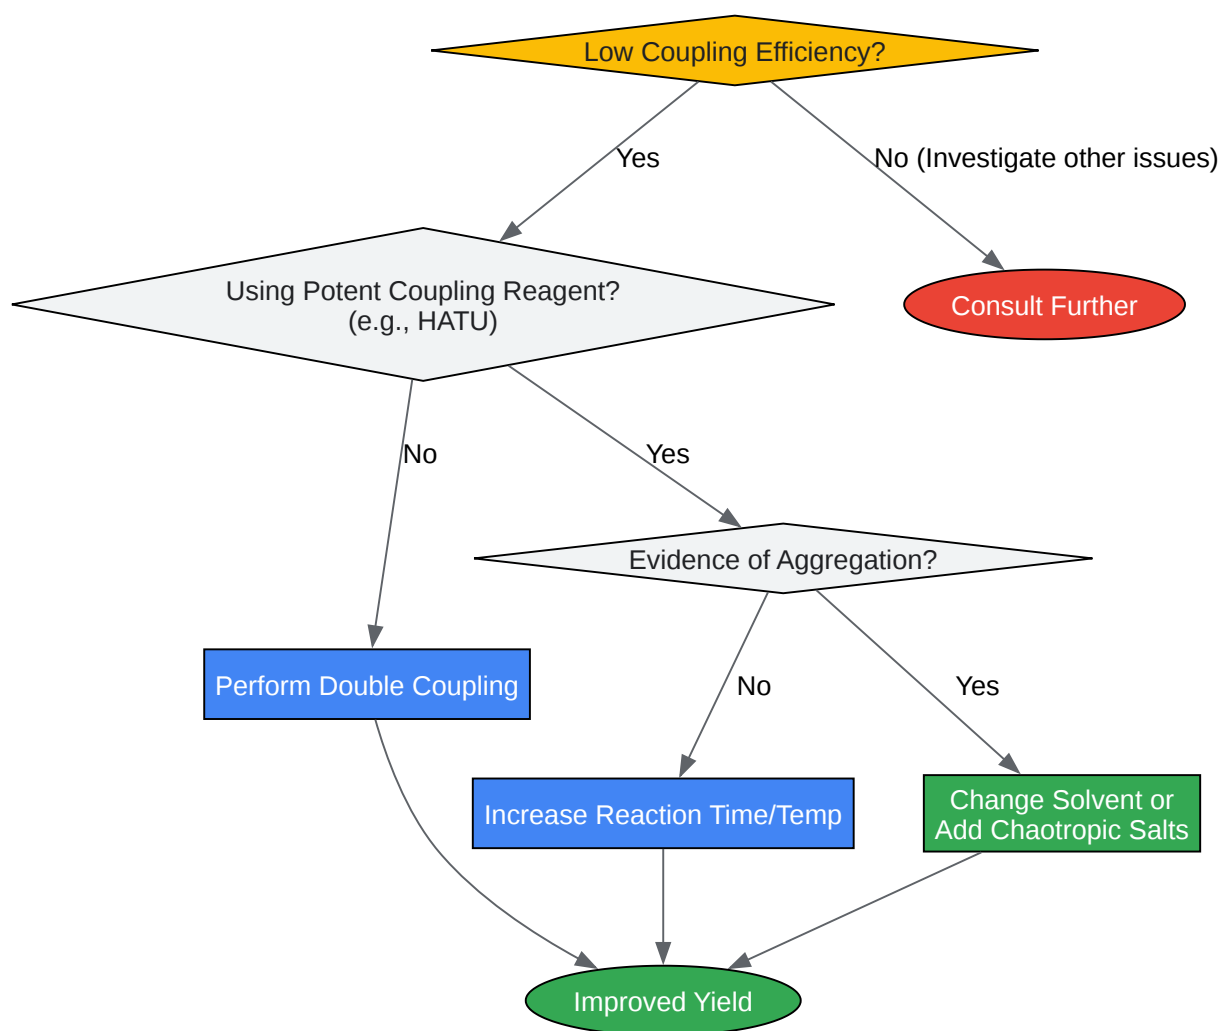 Low Coupling Efficiency?
Yes
No (Investigate other issues)
Using Potent Coupling Reagent?
(e.g., HATU)
Consult Further
No
Yes
Evidence of Aggregation?
Perform Double Coupling
No
Yes
Increase Reaction Time/Temp
Change Solvent or
Add Chaotropic Salts
Improved Yield